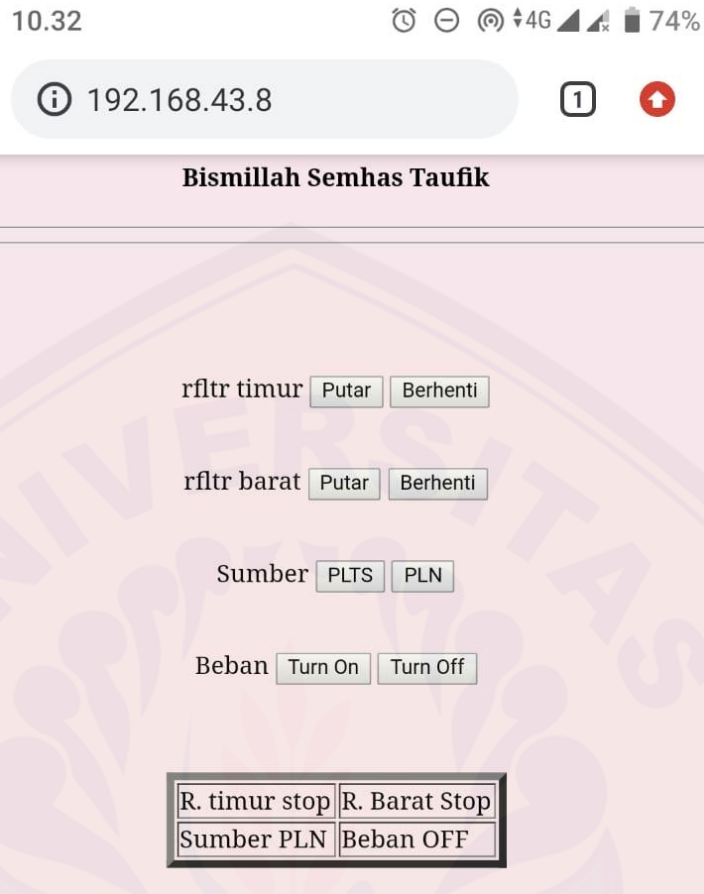 10.32 4G 74%
192.168.43.8 1
Bismillah Semhas Taufik
UNIVERSITAS
rfltr timur Putar Berhenti
rfltr barat Putar Berhenti
Sumber PLTS PLN
Beban Turn On Turn Off
R. timur stop R. Barat Stop
Sumber PLN Beban OFF